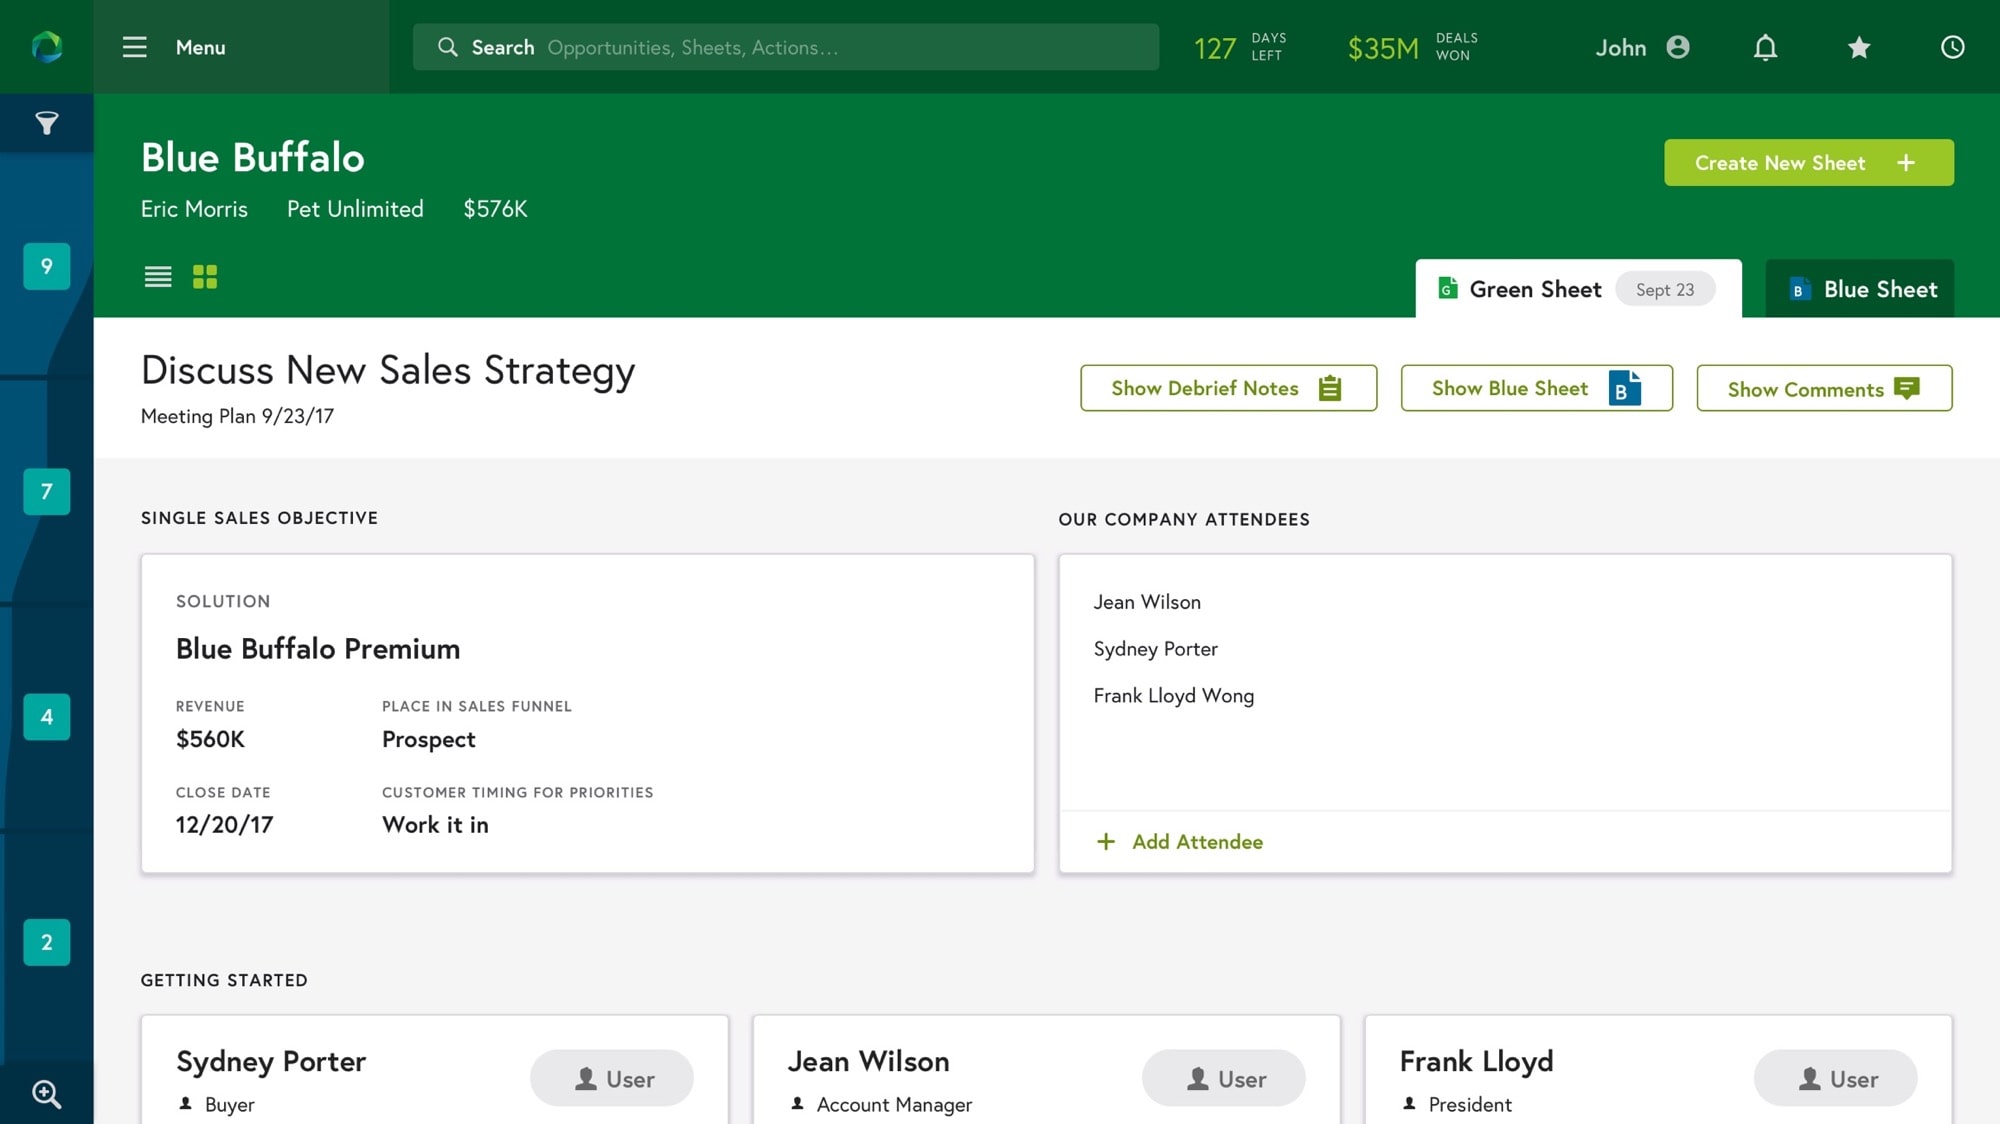 Menu
Search Opportunities, Sheets, Actions...
127 DAYS LEFT
$35M DEALS WON
John
Blue Buffalo
Create New Sheet +
Eric Morris Pet Unlimited $576K
9
G Green Sheet Sept 23
B Blue Sheet
Discuss New Sales Strategy
Meeting Plan 9/23/17
Show Debrief Notes
Show Blue Sheet B
Show Comments
7
SINGLE SALES OBJECTIVE
OUR COMPANY ATTENDEES
SOLUTION
Blue Buffalo Premium
REVENUE
$560K
PLACE IN SALES FUNNEL
Prospect
CLOSE DATE
12/20/17
CUSTOMER TIMING FOR PRIORITIES
Work it in
Jean Wilson
Sydney Porter
Frank Lloyd Wong
+ Add Attendee
4
2
GETTING STARTED
Sydney Porter
Buyer
User
Jean Wilson
Account Manager
User
Frank Lloyd
President
User